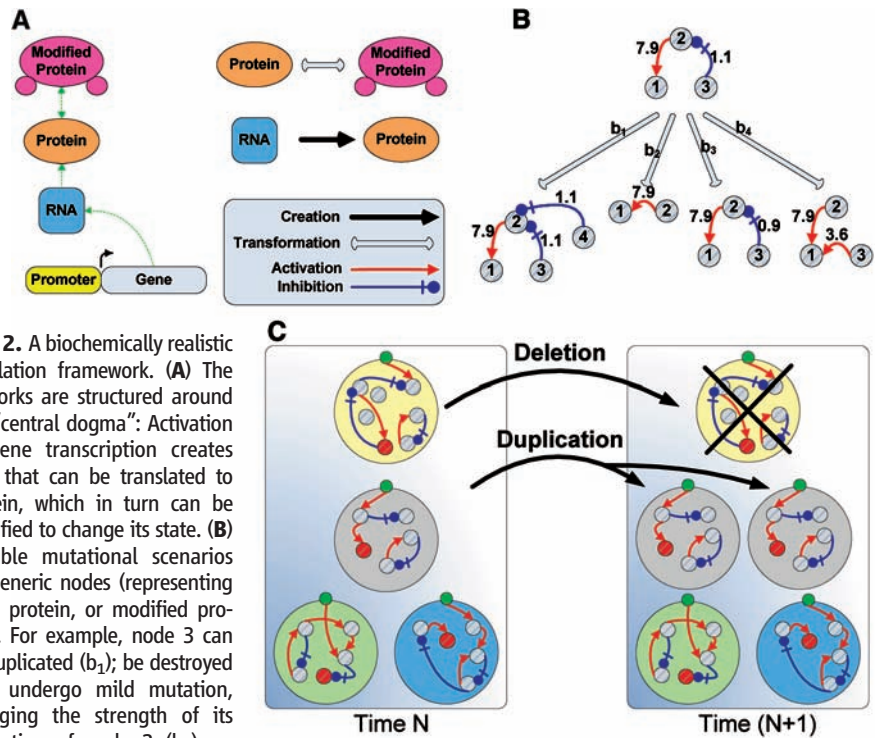 A
Modified
Protein
Protein
RNA
Promoter
Gene
Protein
Modified
Protein
RNA
Protein
Creation
Transformation
Activation
Inhibition
B
7.9
2
1.1
1
3
b1
b2
b3
b4
1.1
7.9
2
1.1
1
3
4
7.9
1
2
7.9
2
0.9
1
3
7.9
2
3.6
1
3
2. A biochemically realistic
lation framework. (A) The
orks are structured around
"central dogma": Activation
ene transcription creates
that can be translated to
ein, which in turn can be
ified to change its state. (B)
ible mutational scenarios
eneric nodes (representing
protein, or modified pro-
For example, node 3 can
uplicated (b1); be destroyed
undergo mild mutation,
ging the strength of its
C
Deletion
Duplication
Time N
Time (N+1)